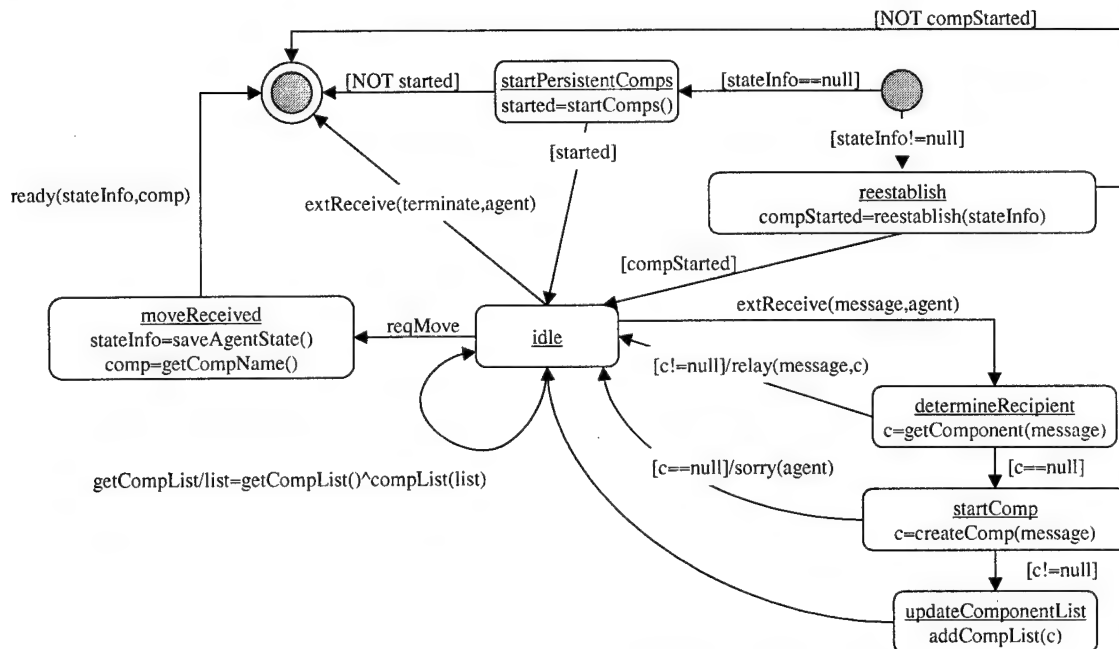 [NOT compStarted]
[NOT started]
startPersistentComps
started=startComps()
[stateInfo==null]
[started]
[stateInfo!=null]
ready(stateInfo,comp)
extReceive(terminate,agent)
reestablish
compStarted=reestablish(stateInfo)
[compStarted]
moveReceived
stateInfo=saveAgentState()
comp=getCompName()
reqMove
idle
extReceive(message,agent)
[c!=null]/relay(message,c)
determineRecipient
c=getComponent(message)
[c==null]/sorry(agent)
[c==null]
getCompList/list=getCompList()^compList(list)
startComp
c=createComp(message)
[c!=null]
updateComponentList
addCompList(c)